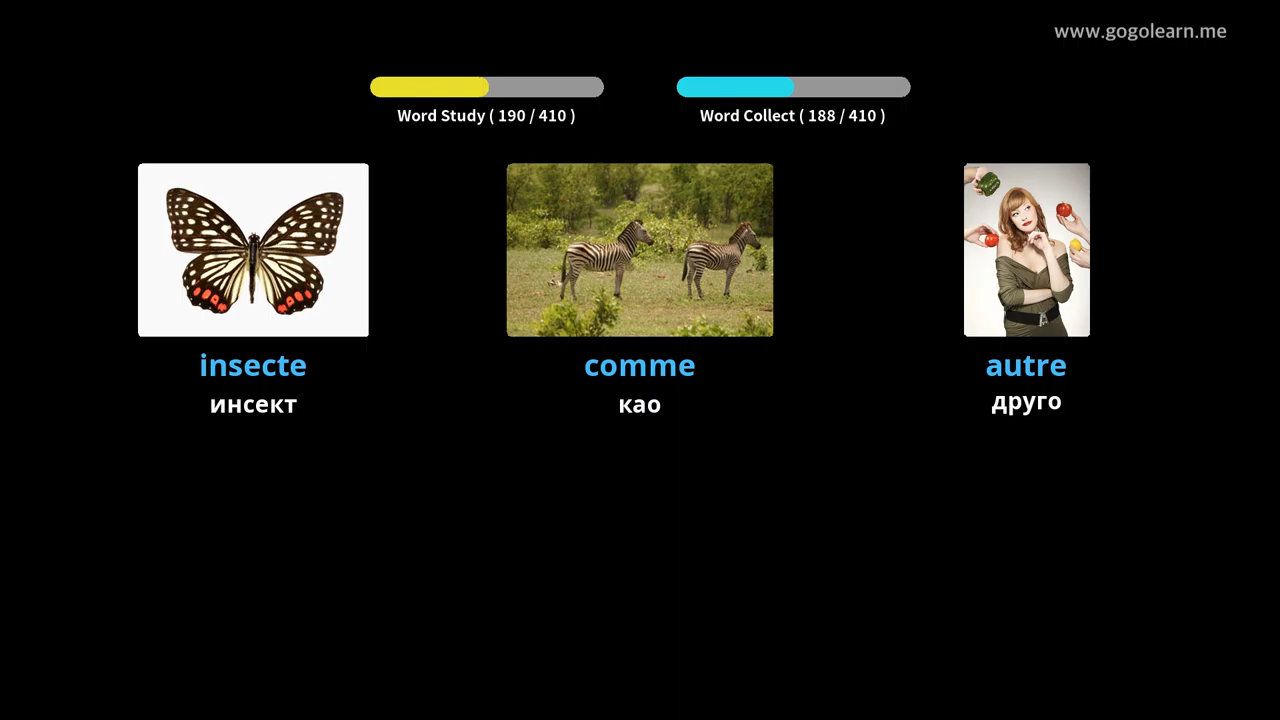 www.gogolearn.me
Word Study ( 190 / 410 )
Word Collect ( 188 / 410 )
insecte
инсект
comme
као
autre
друго